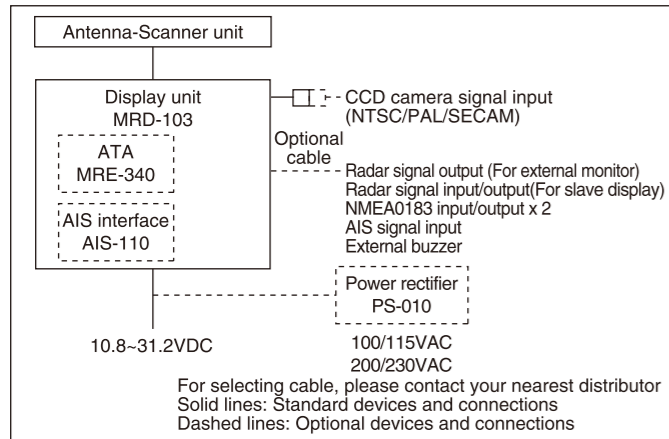 Antenna-Scanner unit
Display unit
MRD-103
ATA
MRE-340
AIS interface
AIS-110
CCD camera signal input
(NTSC/PAL/SECAM)
Optional
cable
Radar signal output (For external monitor)
Radar signal input/output(For slave display)
NMEA0183 input/output x 2
AIS signal input
External buzzer
Power rectifier
PS-010
10.8~31.2VDC
100/115VAC
200/230VAC
For selecting cable, please contact your nearest distributor
Solid lines: Standard devices and connections
Dashed lines: Optional devices and connections